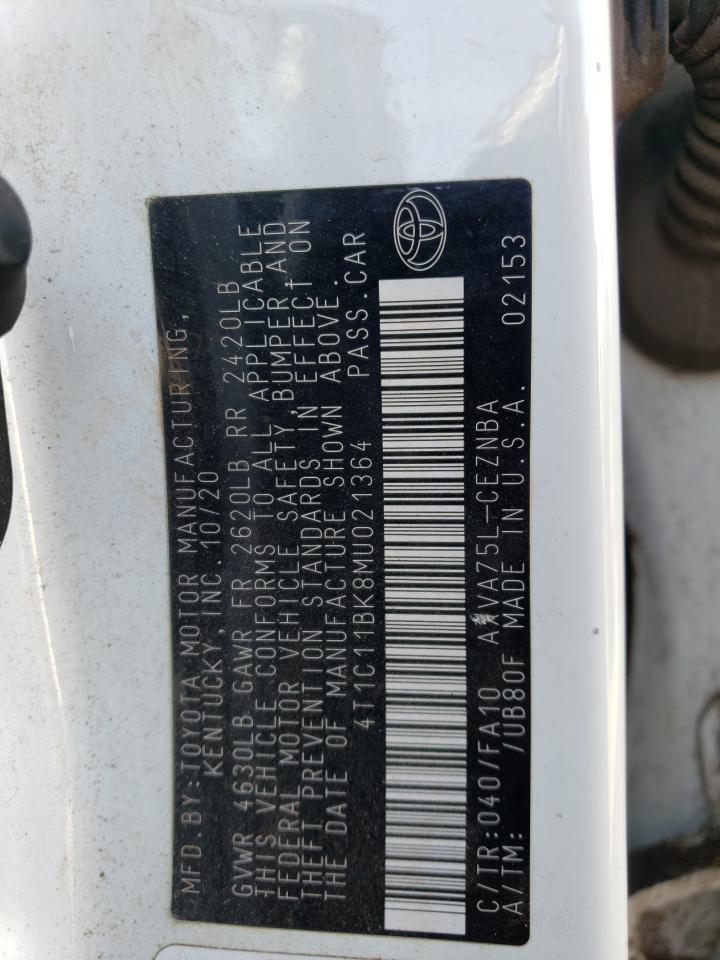 MFD.BY:TOYOTA MOTOR MANUFACTURING,
KENTUCKY, INC. 10/20
GVWR 4630LB GAWR FR 2620LB RR 2420LB
THIS VEHICLE CONFORMS TO ALL APPLICABLE
FEDERAL MOTOR VEHICLE SAFETY, BUMPER, AND
THEFT PREVENTION STANDARDS IN EFFECT ON
THE DATE OF MANUFACTURE SHOWN ABOVE.
4T1C11BK8MU021364 PASS.CAR
C/TR:040/FA10 AXVA75L-CEZNBA
A/TM: /UB80F MADE IN U.S.A. 02153